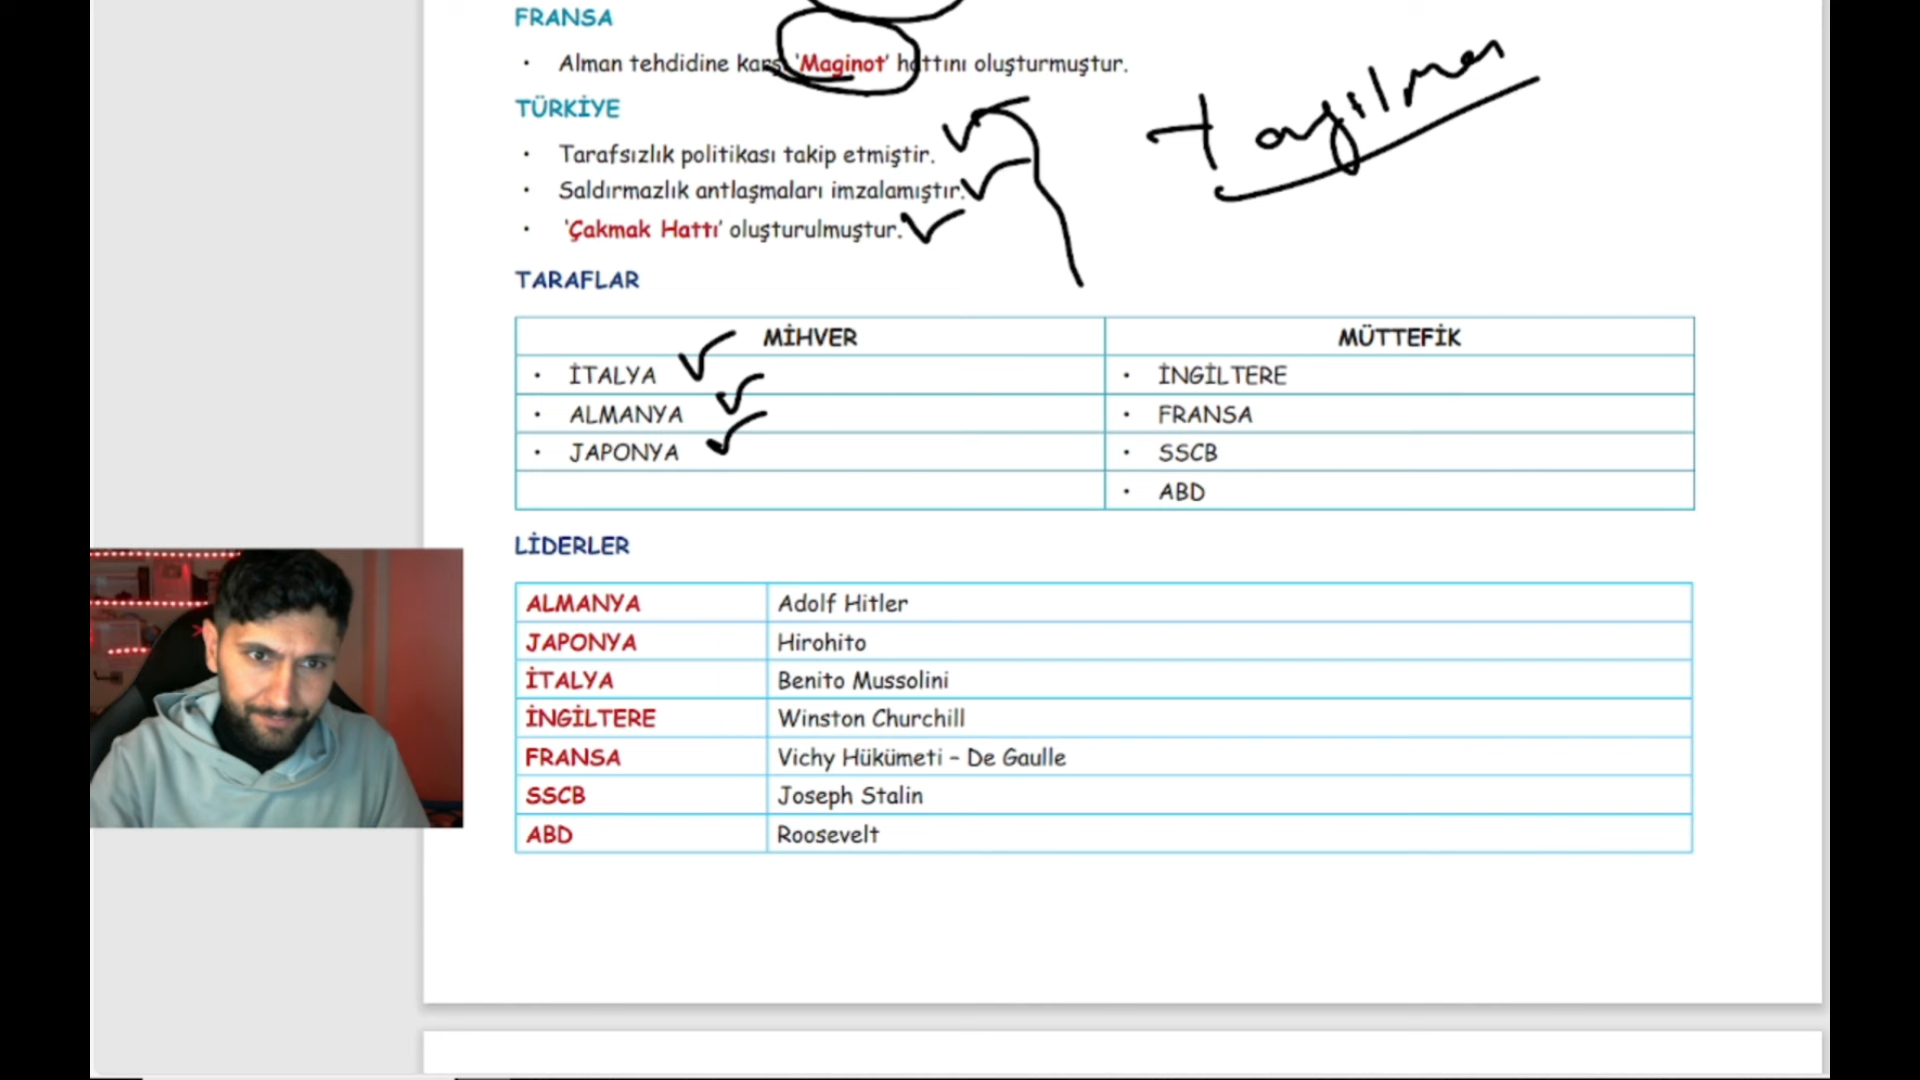 FRANSA
• Alman tehdidine karşı 'Maginot' hattını oluşturmuştur.
TÜRKİYE
• Tarafsızlık politikası takip etmiştir.
• Saldırmazlık antlaşmaları imzalamıştır.
• 'Çakmak Hattı' oluşturulmuştur.
TARAFLAR
MİHVER MÜTTEFİK
• İTALYA • İNGİLTERE
• ALMANYA • FRANSA
• JAPONYA • SSCB
• ABD
LİDERLER
ALMANYA Adolf Hitler
JAPONYA Hirohito
İTALYA Benito Mussolini
İNGİLTERE Winston Churchill
FRANSA Vichy Hükümeti – De Gaulle
SSCB Joseph Stalin
ABD Roosevelt